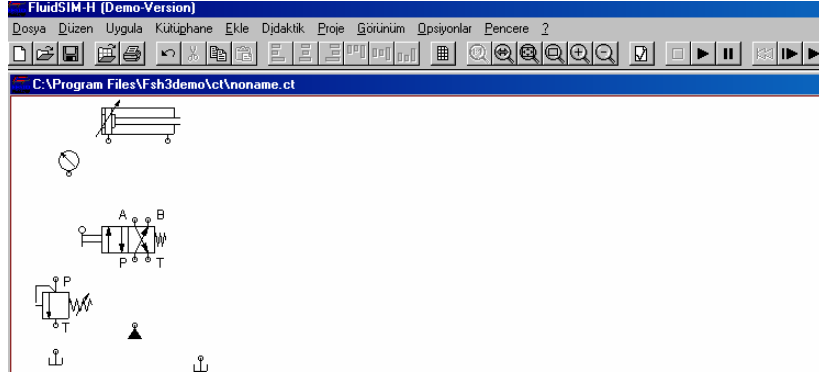 FluidSIM-H (Demo-Version)
Dosya Düzen Uygula Kütüphane Ekle Didaktik Proje Görünüm Opsiyonlar Pencere ?
C:\Program Files\Fsh3demo\ct\noname.ct
A B
P T
P
T